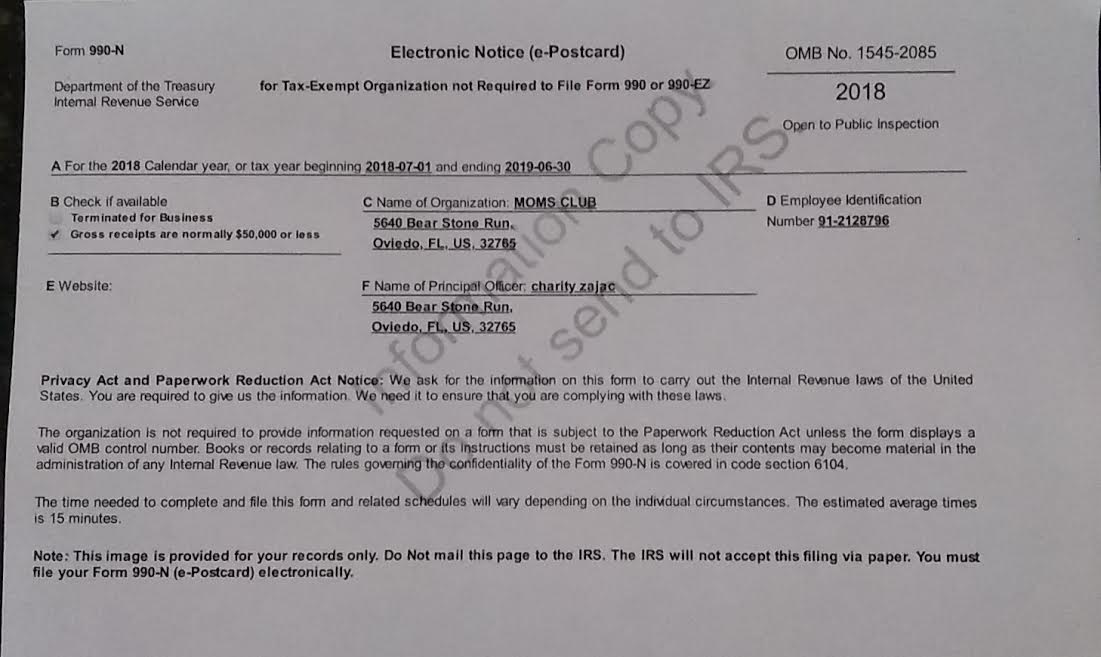 Form 990-N
Electronic Notice (e-Postcard)
OMB No. 1545-2085
Department of the Treasury
Internal Revenue Service
for Tax-Exempt Organization not Required to File Form 990 or 990-EZ
2018
Open to Public Inspection
A For the 2018 Calendar year, or tax year beginning 2018-07-01 and ending 2019-06-30
B Check if available
Terminated for Business
✓ Gross receipts are normally $50,000 or less
C Name of Organization: MOMS CLUB
5640 Bear Stone Run,
Oviedo, FL, US, 32765
D Employee Identification
Number 91-2128796
E Website:
F Name of Principal Officer: charity zajac
5640 Bear Stone Run,
Oviedo, FL, US, 32765
Privacy Act and Paperwork Reduction Act Notice: We ask for the information on this form to carry out the Internal Revenue laws of the United
States. You are required to give us the information. We need it to ensure that you are complying with these laws.
The organization is not required to provide information requested on a form that is subject to the Paperwork Reduction Act unless the form displays a
valid OMB control number. Books or records relating to a form or its instructions must be retained as long as their contents may become material in the
administration of any Internal Revenue law. The rules governing the confidentiality of the Form 990-N is covered in code section 6104.
The time needed to complete and file this form and related schedules will vary depending on the individual circumstances. The estimated average times
is 15 minutes.
Note: This image is provided for your records only. Do Not mail this page to the IRS. The IRS will not accept this filing via paper. You must
file your Form 990-N (e-Postcard) electronically.
Information Copy
Do not send to IRS